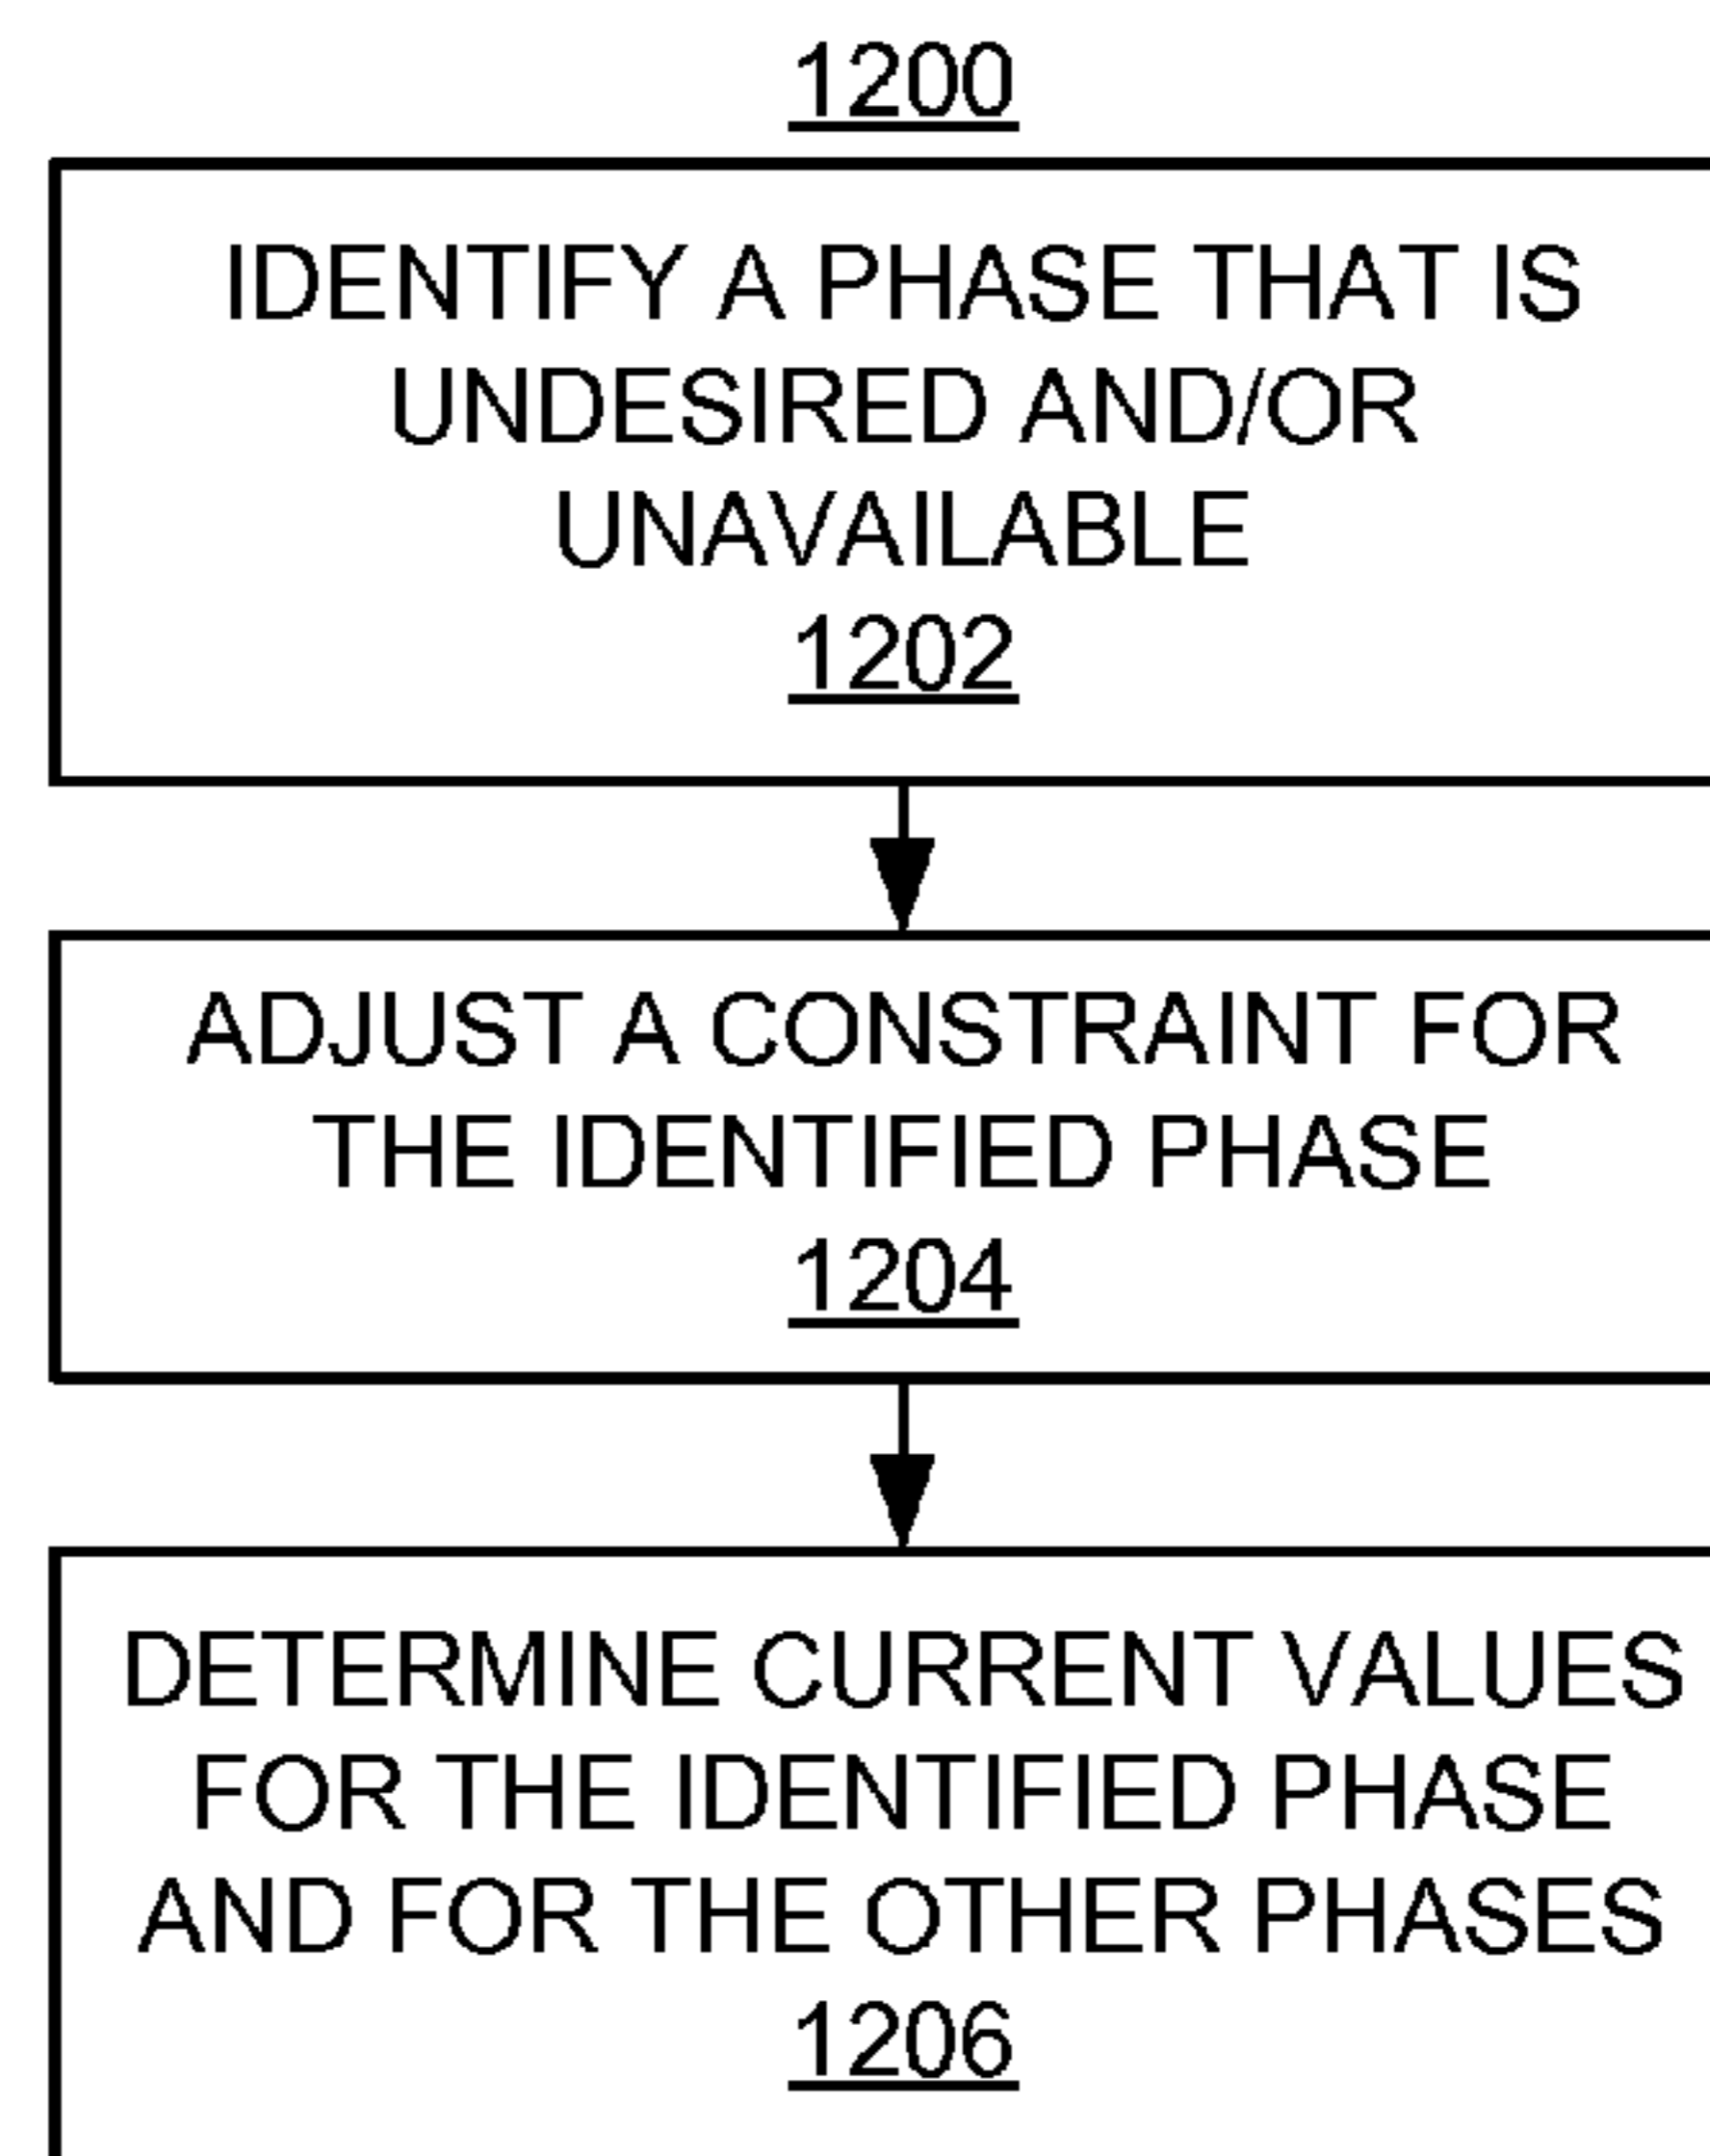 1200
IDENTIFY A PHASE THAT IS
UNDESIRED AND/OR
UNAVAILABLE
1202
ADJUST A CONSTRAINT FOR
THE IDENTIFIED PHASE
1204
DETERMINE CURRENT VALUES
FOR THE IDENTIFIED PHASE
AND FOR THE OTHER PHASES
1206